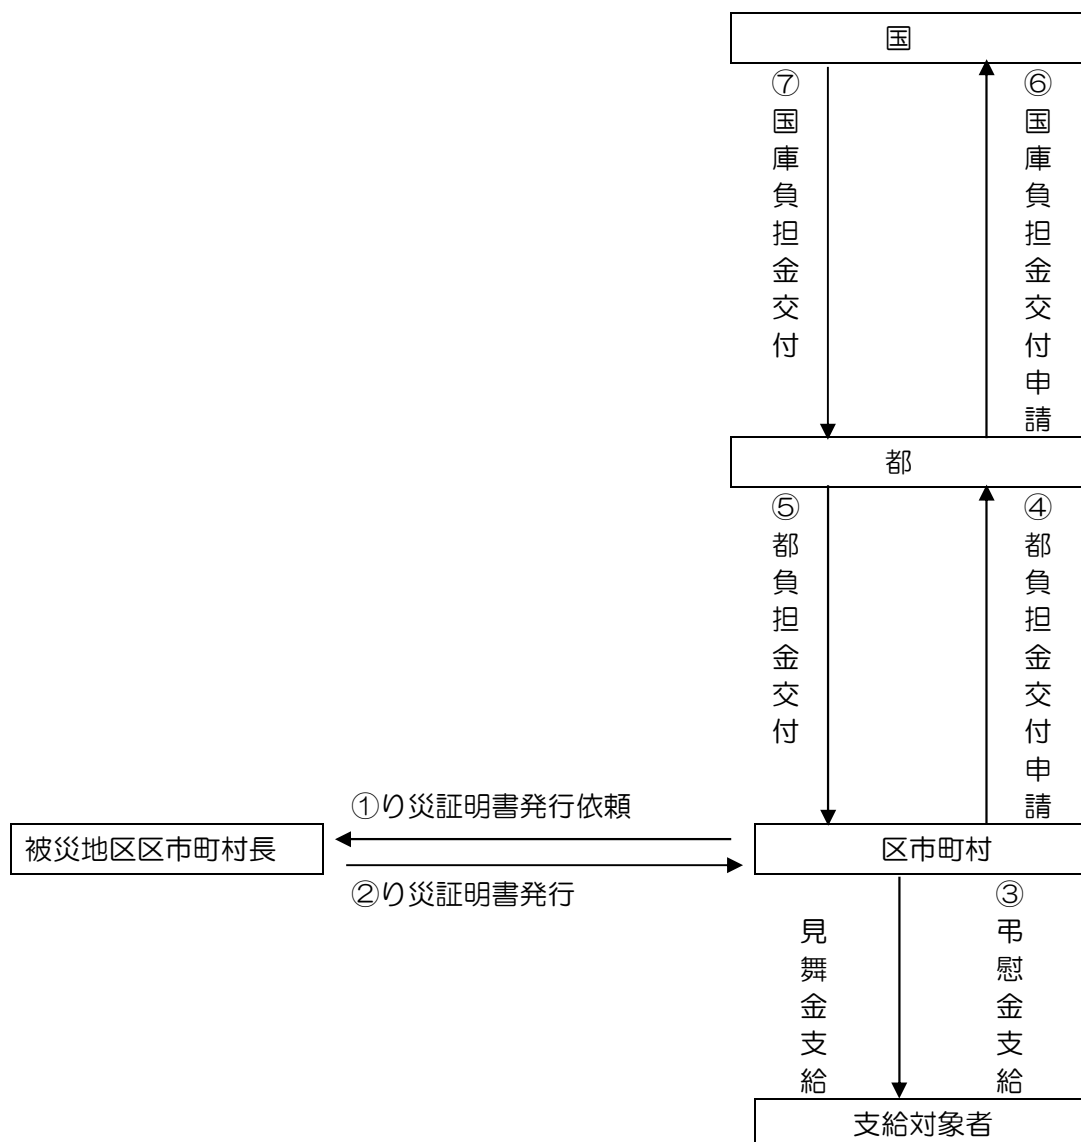 国
⑦国庫負担金交付
⑥国庫負担金交付申請
都
⑤都負担金交付
④都負担金交付申請
①り災証明書発行依頼
被災地区区市町村長
区市町村
②り災証明書発行
③弔慰金支給
見舞金支給
支給対象者